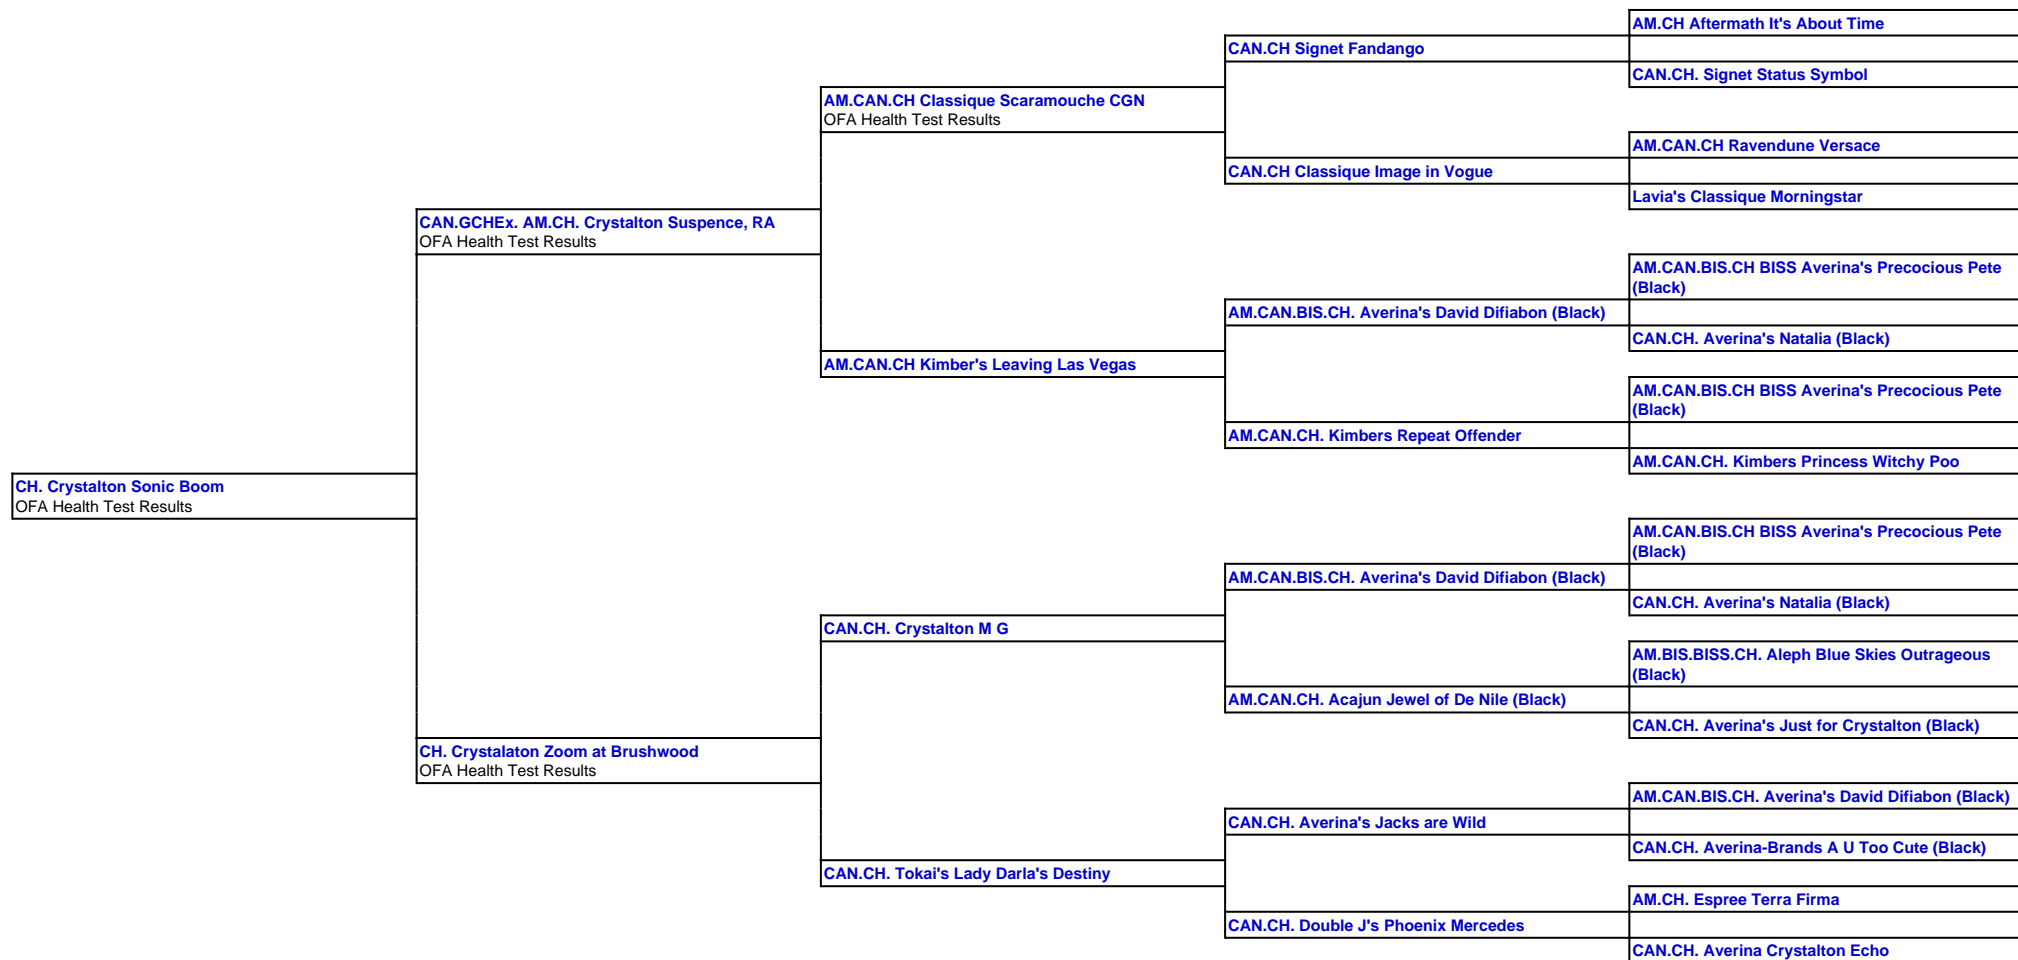 AM.CH Aftermath It's About Time
CAN.CH Signet Fandango
CAN.CH. Signet Status Symbol
AM.CAN.CH Classique Scaramouche CGN
OFA Health Test Results
AM.CAN.CH Ravendune Versace
CAN.CH Classique Image in Vogue
Lavia's Classique Morningstar
CAN.GCHEx. AM.CH. Crystalton Suspence, RA
OFA Health Test Results
AM.CAN.BIS.CH BISS Averina's Precocious Pete
(Black)
AM.CAN.BIS.CH. Averina's David Difiabon (Black)
CAN.CH. Averina's Natalia (Black)
AM.CAN.CH Kimber's Leaving Las Vegas
AM.CAN.BIS.CH BISS Averina's Precocious Pete
(Black)
AM.CAN.CH. Kimbers Repeat Offender
AM.CAN.CH. Kimbers Princess Witchy Poo
CH. Crystalton Sonic Boom
OFA Health Test Results
AM.CAN.BIS.CH BISS Averina's Precocious Pete
(Black)
AM.CAN.BIS.CH. Averina's David Difiabon (Black)
CAN.CH. Averina's Natalia (Black)
CAN.CH. Crystalton M G
AM.BIS.BISS.CH. Aleph Blue Skies Outrageous
(Black)
AM.CAN.CH. Acajun Jewel of De Nile (Black)
CAN.CH. Averina's Just for Crystalton (Black)
CH. Crystalaton Zoom at Brushwood
OFA Health Test Results
AM.CAN.BIS.CH. Averina's David Difiabon (Black)
CAN.CH. Averina's Jacks are Wild
CAN.CH. Averina-Brands A U Too Cute (Black)
CAN.CH. Tokai's Lady Darla's Destiny
AM.CH. Espree Terra Firma
CAN.CH. Double J's Phoenix Mercedes
CAN.CH. Averina Crystalton Echo